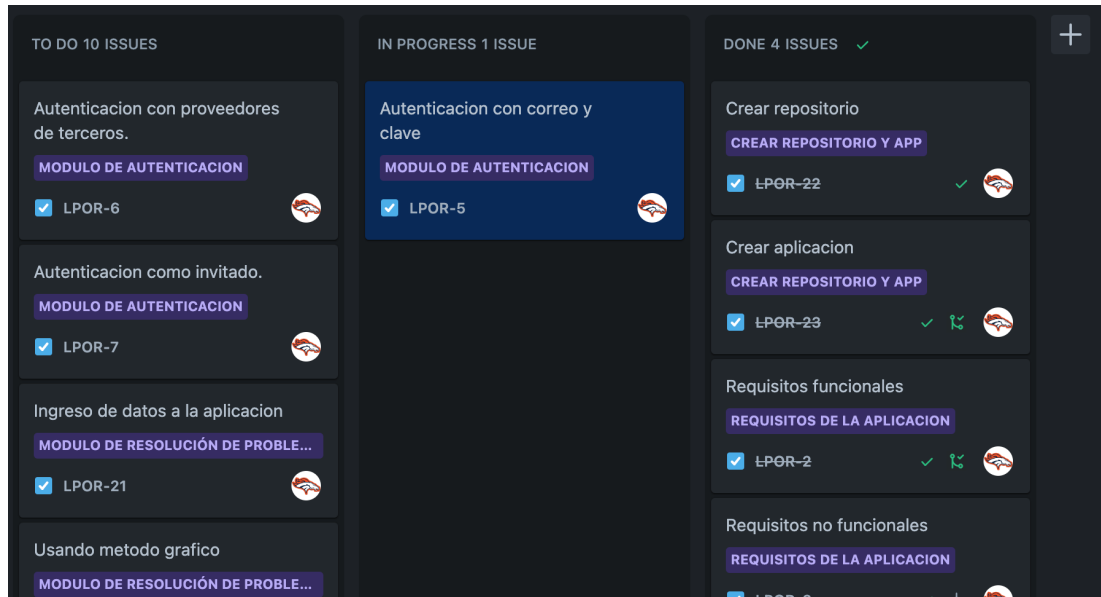 TO DO 10 ISSUES
Autenticacion con proveedores
de terceros.
MODULO DE AUTENTICACION
LPOR-6
Autenticacion como invitado.
MODULO DE AUTENTICACION
LPOR-7
Ingreso de datos a la aplicacion
MODULO DE RESOLUCIÓN DE PROBLE...
LPOR-21
Usando metodo grafico
MODULO DE RESOLUCIÓN DE PROBLE...
IN PROGRESS 1 ISSUE
Autenticacion con correo y
clave
MODULO DE AUTENTICACION
LPOR-5
DONE 4 ISSUES
Crear repositorio
CREAR REPOSITORIO Y APP
LPOR-22
Crear aplicacion
CREAR REPOSITORIO Y APP
LPOR-23
Requisitos funcionales
REQUISITOS DE LA APLICACION
LPOR-2
Requisitos no funcionales
REQUISITOS DE LA APLICACION